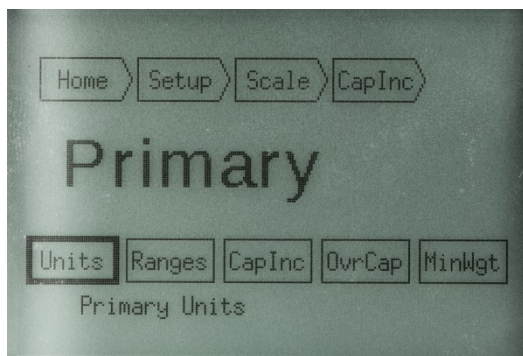 Home Setup Scale CapInc
Primary
Units Ranges CapInc OvrCap MinWgt
Primary Units